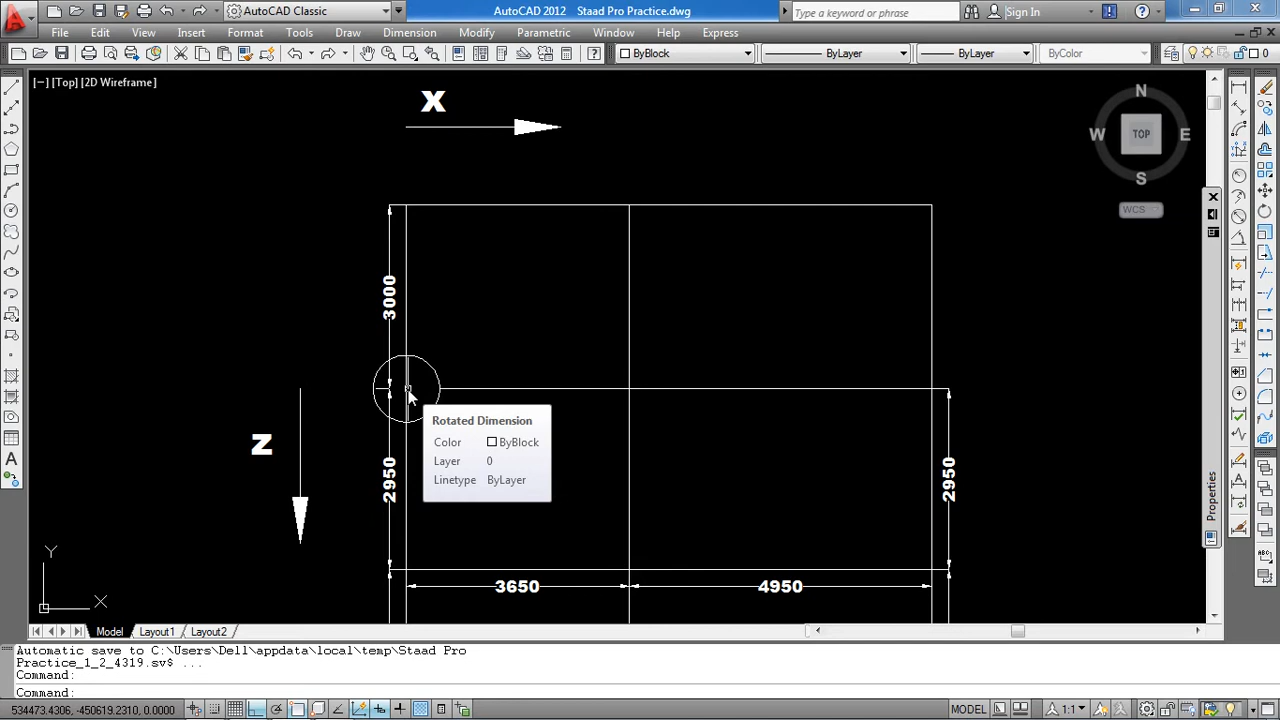 AutoCAD Classic
AutoCAD 2012 Staad Pro Practice.dwg
Type a keyword or phrase
Sign In
File Edit View Insert Format Tools Draw Dimension Modify Parametric Window Help Express
ByBlock ByLayer ByLayer ByColor 0
[−] [Top] [2D Wireframe]
X
N
W TOP E
S
WCS
3000
Z
Rotated Dimension
Color ByBlock
Layer 0
Linetype ByLayer
2950
2950
Properties
3650
4950
Y
X
Model Layout1 Layout2
Automatic save to C:\Users\Dell\appdata\local\temp\Staad Pro
Practice_1_2_4319.sv$ ...
Command:
Command:
534473.4306, -450619.2310, 0.0000
MODEL
1:1